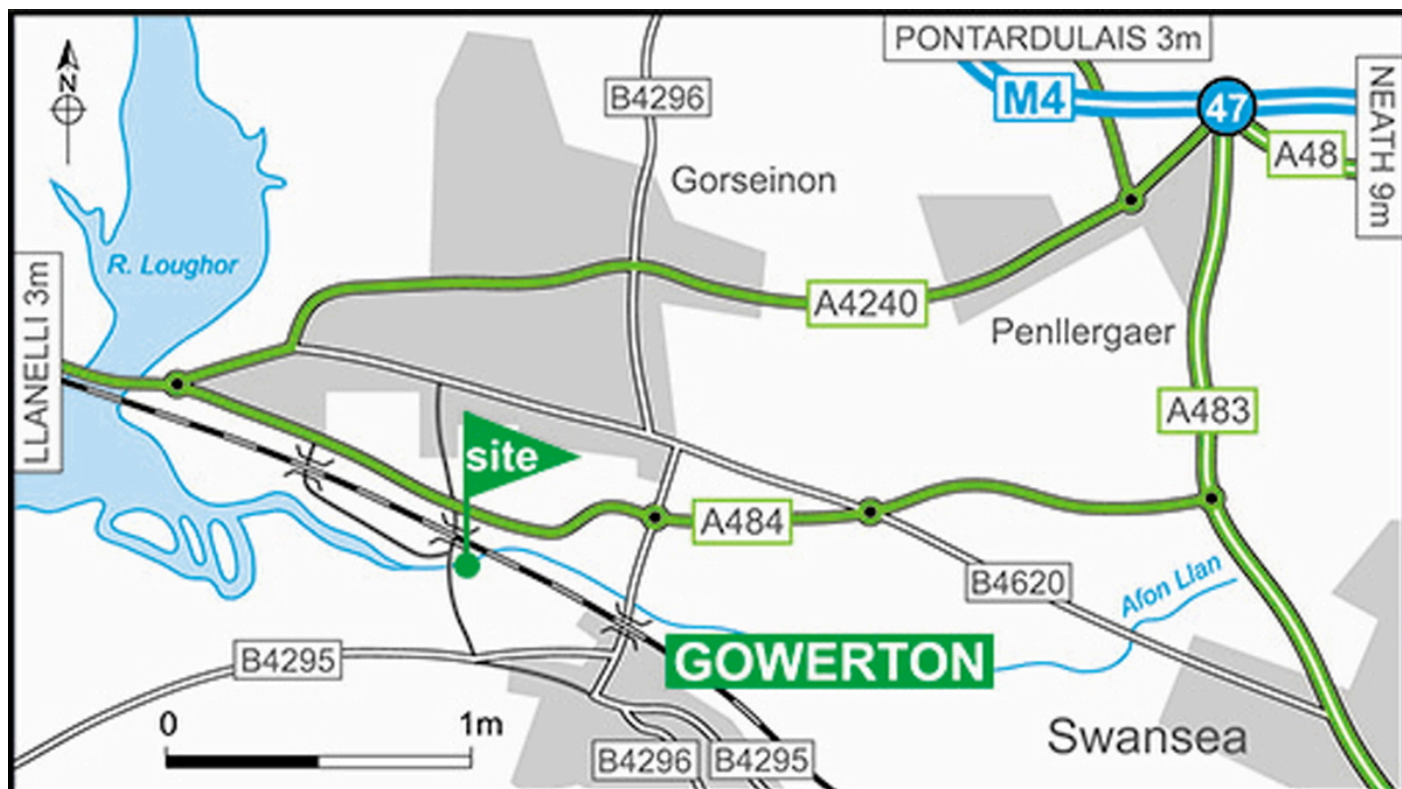 PONTARDULAIS 3m
B4296
M4
47
A48
NEATH 9m
N
Gorseinon
R. Loughor
LLANELLI 3m
A4240
Penllergaer
A483
site
A484
B4620
Afon Llan
B4295
GOWERTON
0 1m
Swansea
B4296
B4295